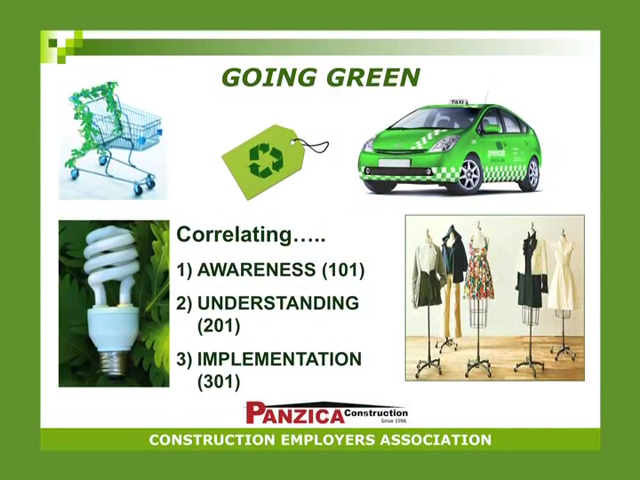 GOING GREEN
TAXI
Correlating…..
1) AWARENESS (101)
2) UNDERSTANDING
(201)
3) IMPLEMENTATION
(301)
PANZICA Construction
Since 1956
CONSTRUCTION EMPLOYERS ASSOCIATION